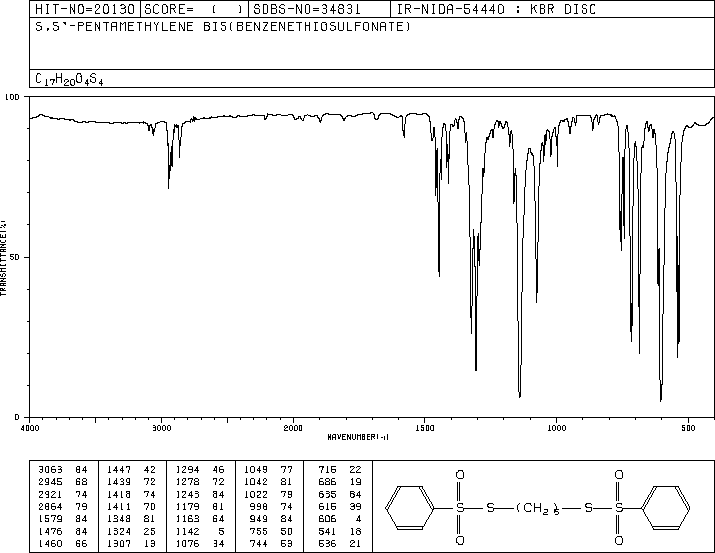 HIT-NO=20130 SCORE= ( ) SDBS-NO=34831 IR-NIDA-54440 : KBR DISC
S,S'-PENTAMETHYLENE BIS(BENZENETHIOSULFONATE)
C17H20O4S4
100
50
0
TRANSMITTANCE(%)
4000 3000 2000 1500 1000 500
WAVENUMBER(-1)
3063 84 1447 42 1294 46 1049 77 716 22
2945 68 1439 72 1278 72 1042 81 686 19
2921 74 1418 74 1243 84 1022 79 635 84
2864 79 1411 70 1179 81 998 74 615 39
1579 84 1348 81 1163 64 949 84 606 4
1476 84 1324 25 1142 5 755 50 541 18
1460 66 1307 13 1076 34 744 53 536 21
O O
S S (CH2)5 S S
O O